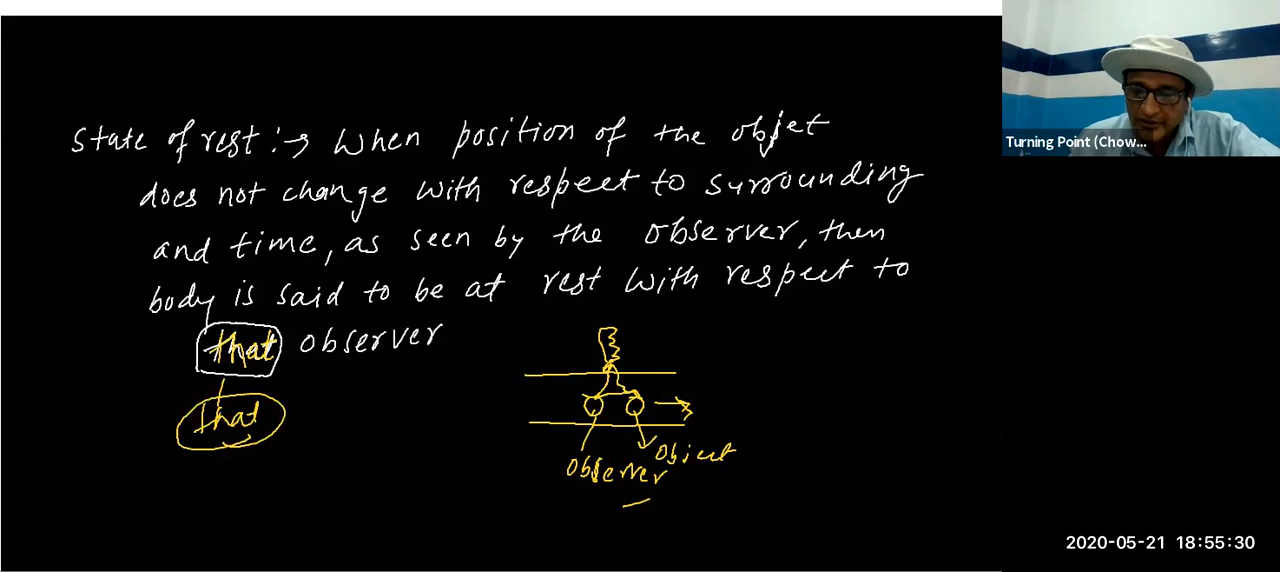 State of rest :→ When position of the objet
does not change with respect to surrounding
and time, as seen by the observer, then
body is said to be at rest with respect to
that observer
that
Observer
Object
Turning Point (Chow...
2020-05-21 18:55:30